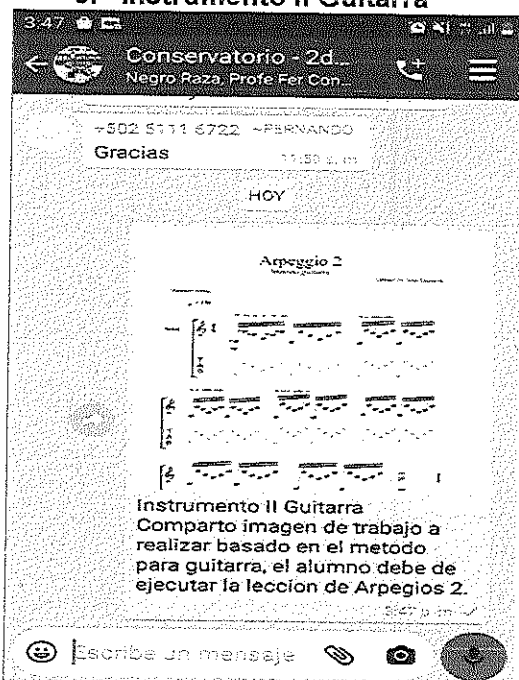 Instrumento II Guitarra
3:47
Conservatorio - 2d...
Negro Raza, Profe Fer Con...
+502 5111 6722 ~FERNANDO
Gracias
11:50 a. m.
HOY
Arpeggio 2
Instrumento II Guitarra
Comparto imagen de trabajo a
realizar basado en el metodo
para guitarra, el alumno debe de
ejecutar la leccion de Arpegios 2.
3:47 p. m.
Escribe un mensaje